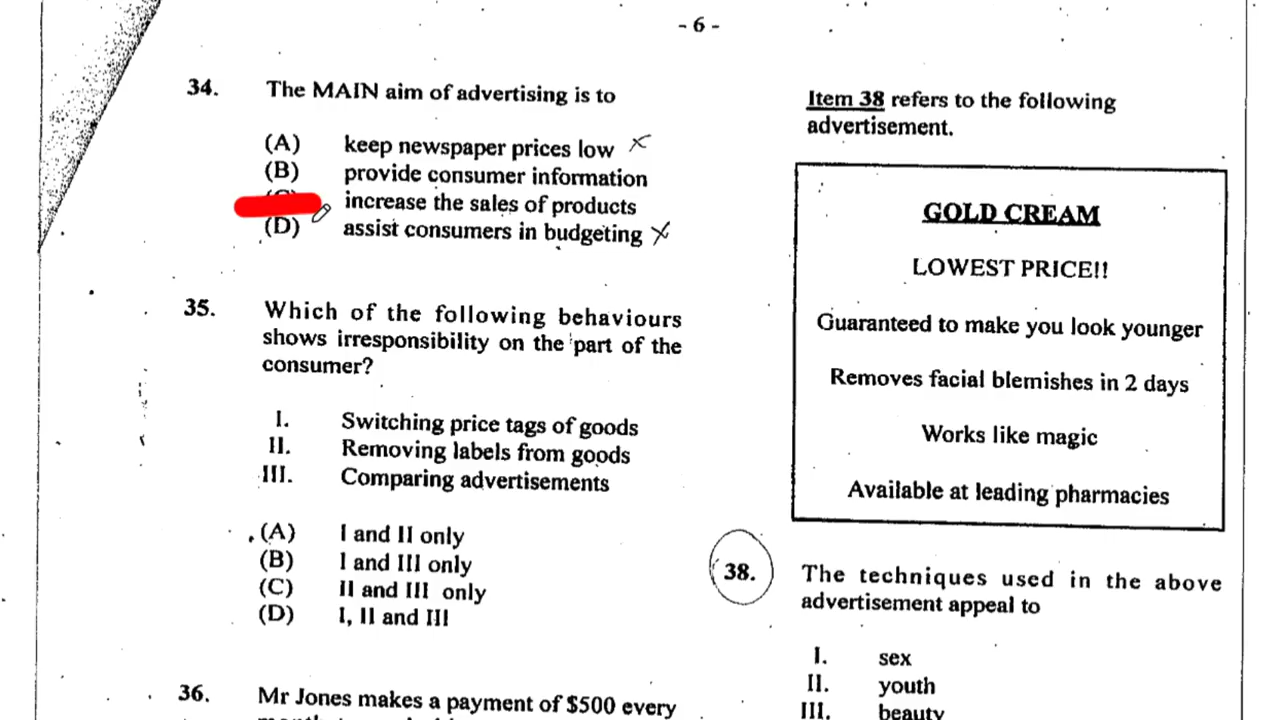 - 6 -
34. The MAIN aim of advertising is to
(A) keep newspaper prices low
(B) provide consumer information
increase the sales of products
(D) assist consumers in budgeting
35. Which of the following behaviours
shows irresponsibility on the part of the
consumer?
I. Switching price tags of goods
II. Removing labels from goods
III. Comparing advertisements
(A) I and II only
(B) I and III only
(C) II and III only
(D) I, II and III
36. Mr Jones makes a payment of $500 every
Item 38 refers to the following
advertisement.
GOLD CREAM
LOWEST PRICE!!
Guaranteed to make you look younger
Removes facial blemishes in 2 days
Works like magic
Available at leading pharmacies
38. The techniques used in the above
advertisement appeal to
I. sex
II. youth
III. beauty